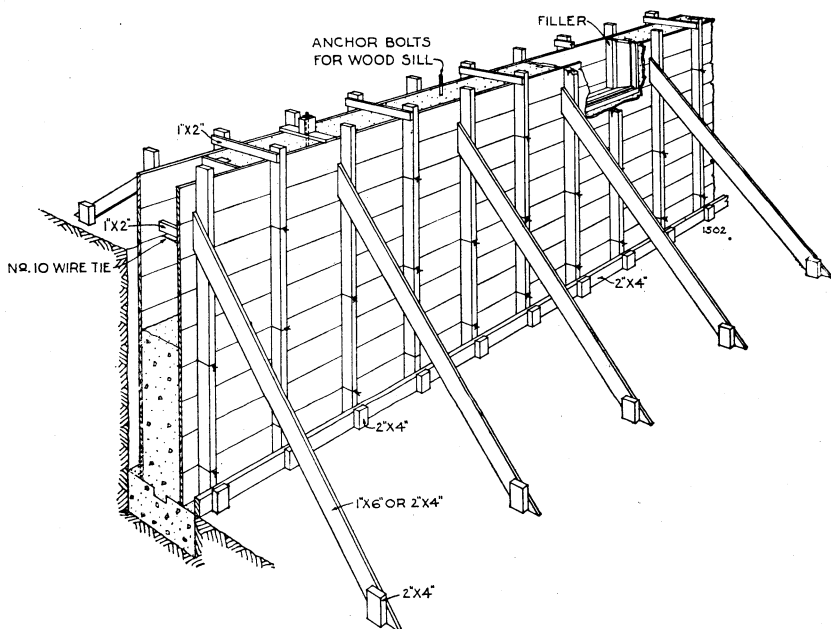 FILLER
ANCHOR BOLTS
FOR WOOD SILL
1"X2"
1"X2"
NO. 10 WIRE TIE
1502
2"X4"
2"X4"
1"X6" OR 2"X4"
2"X4"